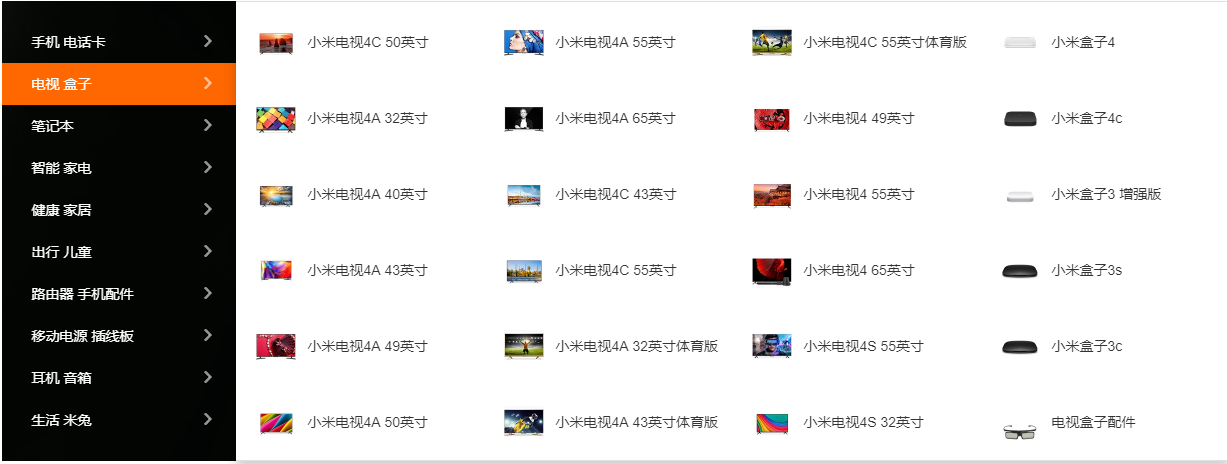 手机 电话卡
电视 盒子
笔记本
智能 家电
健康 家居
出行 儿童
路由器 手机配件
移动电源 插线板
耳机 音箱
生活 米兔
小米电视4C 50英寸
小米电视4A 32英寸
小米电视4A 40英寸
小米电视4A 43英寸
小米电视4A 49英寸
小米电视4A 50英寸
小米电视4A 55英寸
小米电视4A 65英寸
小米电视4C 43英寸
小米电视4C 55英寸
小米电视4A 32英寸体育版
小米电视4A 43英寸体育版
小米电视4C 55英寸体育版
小米电视4 49英寸
小米电视4 55英寸
小米电视4 65英寸
小米电视4S 55英寸
小米电视4S 32英寸
小米盒子4
小米盒子4c
小米盒子3 增强版
小米盒子3s
小米盒子3c
电视盒子配件